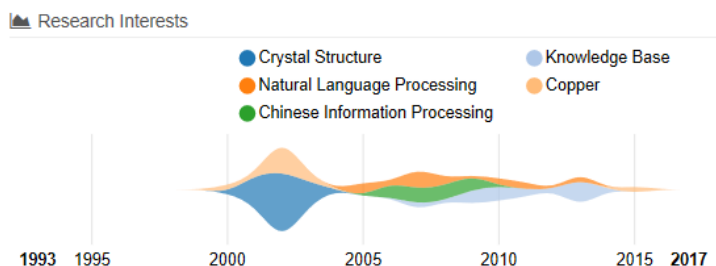 Research Interests
Crystal Structure
Knowledge Base
Natural Language Processing
Copper
Chinese Information Processing
1993 1995 2000 2005 2010 2015 2017